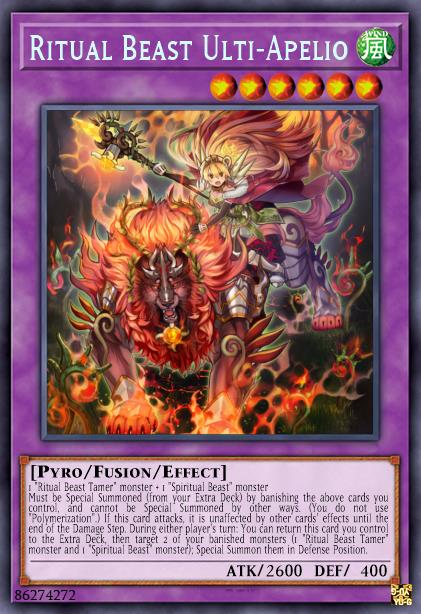 Ritual Beast Ulti-Apelio
WIND
風
[Pyro/Fusion/Effect]
1 "Ritual Beast Tamer" monster + 1 "Spiritual Beast" monster
Must be Special Summoned (from your Extra Deck) by banishing the above cards you
control, and cannot be Special Summoned by other ways. (You do not use
"Polymerization".) If this card attacks, it is unaffected by other cards' effects until
the end of the Damage Step. During either player's turn: You can return this card you control
to the Extra Deck, then target 2 of your banished monsters (1 "Ritual Beast Tamer"
monster and 1 "Spiritual Beast" monster); Special Summon them in Defense Position.
ATK/2600 DEF/ 400
86274272